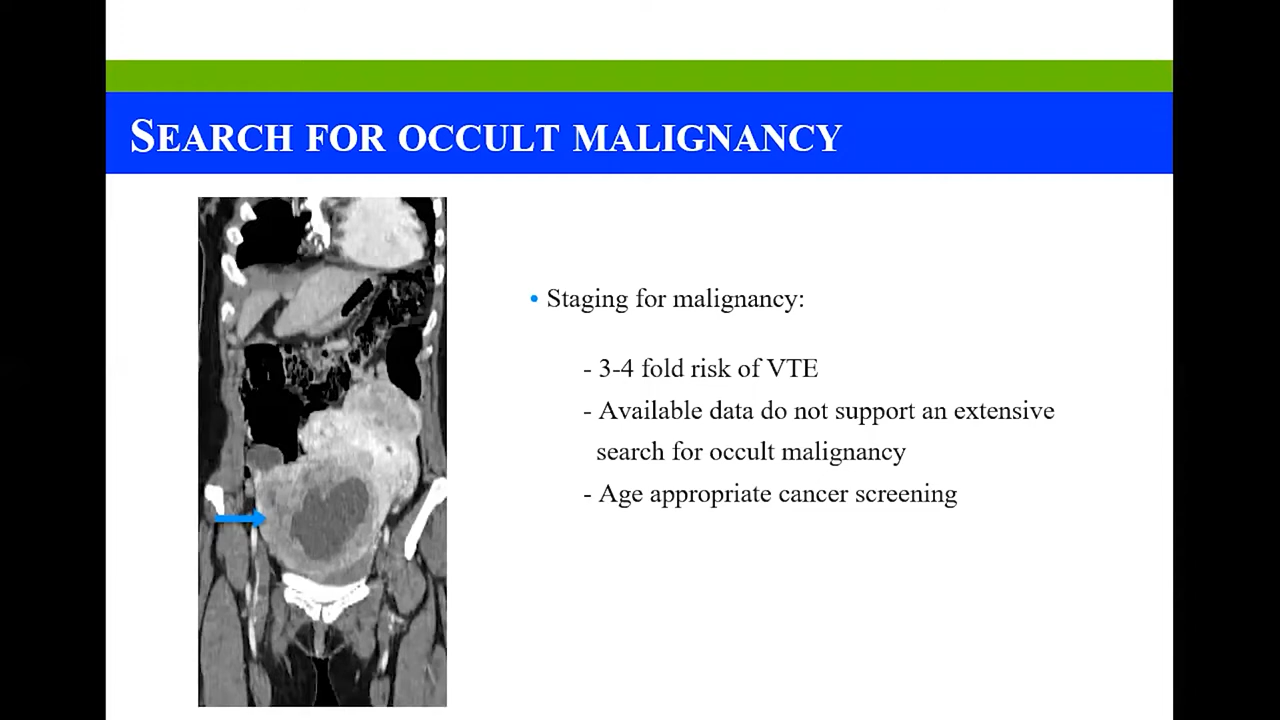 SEARCH FOR OCCULT MALIGNANCY
• Staging for malignancy:
- 3-4 fold risk of VTE
- Available data do not support an extensive
search for occult malignancy
- Age appropriate cancer screening